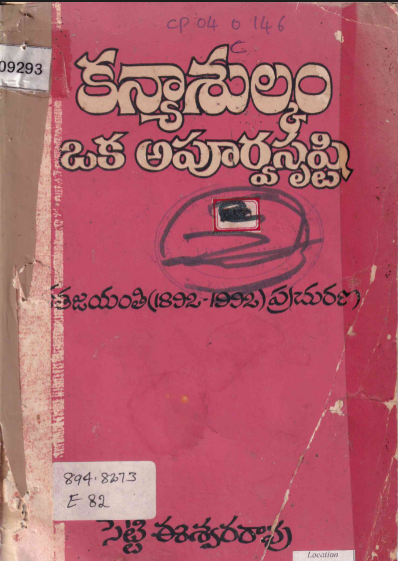 CP 04 0 146
C
09293
కన్యాశుల్కం
ఒక అపూర్వసృష్టి
తజయంతి(1892-1992) ప్రచురణ
894.8273
E 82
సెట్టి ఈశ్వరరావు
Location